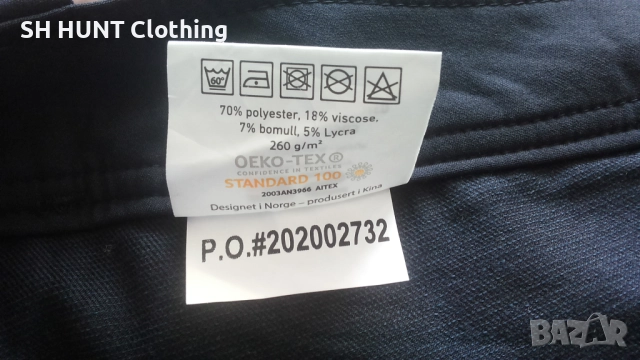 SH HUNT Clothing
60°
70% polyester, 18% viscose.
7% bomull, 5% Lycra
260 g/m²
OEKO-TEX®
CONFIDENCE IN TEXTILES
STANDARD 100
2003AN3966 AITEX
Designet i Norge – produsert i Kina
P.O.#202002732
BAZAR